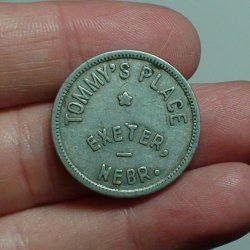 TOMMY'S PLACE
EXETER,
NEBR.